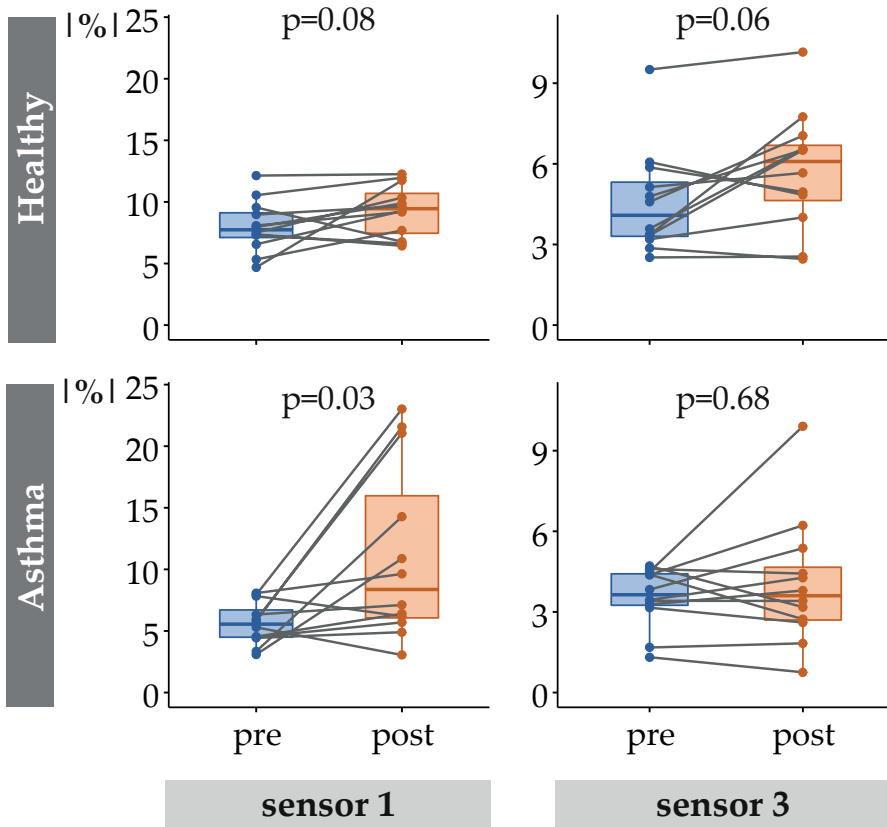 Healthy
|%|
25
20
15
10
5
0
p=0.08
9
6
3
0
p=0.06
Asthma
|%|
25
20
15
10
5
0
p=0.03
pre
post
9
6
3
0
p=0.68
pre
post
sensor 1
sensor 3